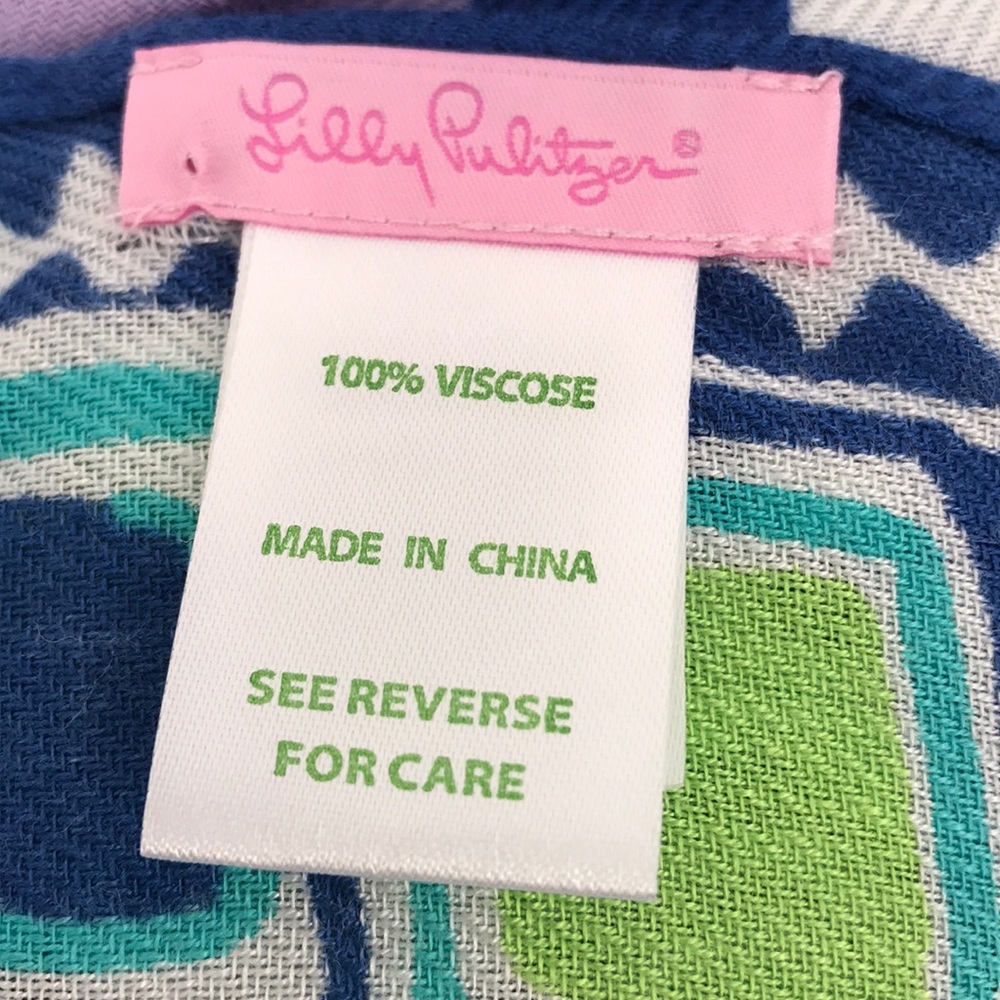 Lilly Pulitzer®
100% VISCOSE
MADE IN CHINA
SEE REVERSE
FOR CARE